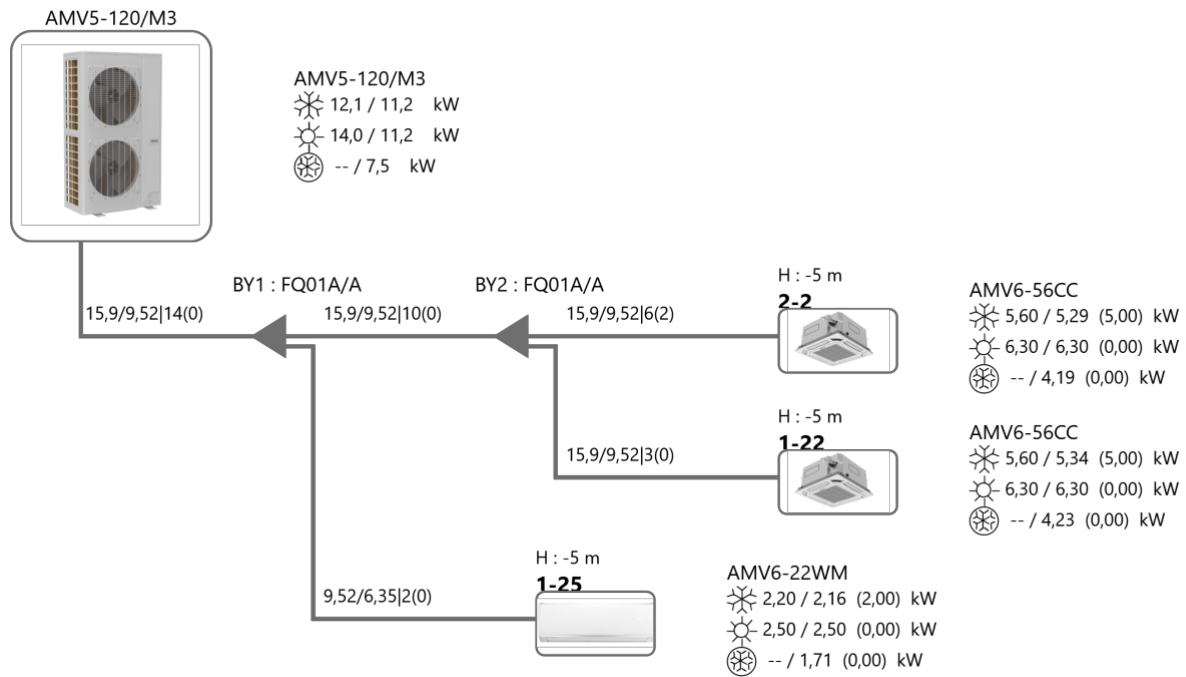 AMV5-120/M3
AMV5-120/M3
12,1 / 11,2 kW
14,0 / 11,2 kW
-- / 7,5 kW
BY1 : FQ01A/A
BY2 : FQ01A/A
15,9/9,52|14(0)
15,9/9,52|10(0)
15,9/9,52|6(2)
H : -5 m
2-2
AMV6-56CC
5,60 / 5,29 (5,00) kW
6,30 / 6,30 (0,00) kW
-- / 4,19 (0,00) kW
15,9/9,52|3(0)
H : -5 m
1-22
AMV6-56CC
5,60 / 5,34 (5,00) kW
6,30 / 6,30 (0,00) kW
-- / 4,23 (0,00) kW
9,52/6,35|2(0)
H : -5 m
1-25
AMV6-22WM
2,20 / 2,16 (2,00) kW
2,50 / 2,50 (0,00) kW
-- / 1,71 (0,00) kW